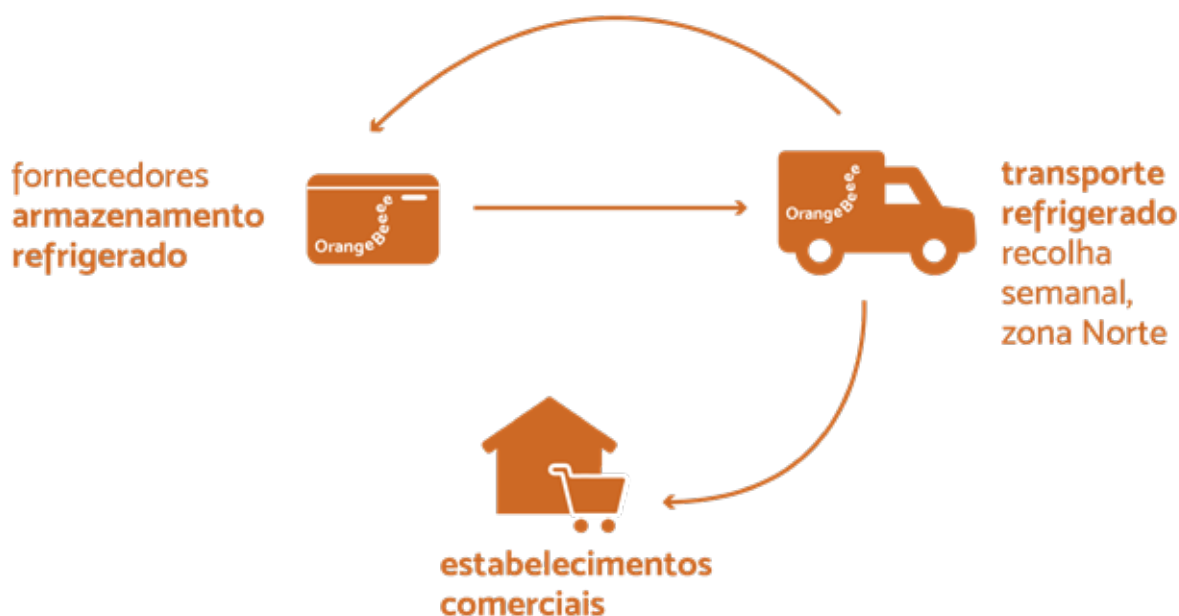 fornecedores
armazenamento
refrigerado
OrangeBeeee
OrangeBeeee
transporte
refrigerado
recolha
semanal,
zona Norte
estabelecimentos
comerciais